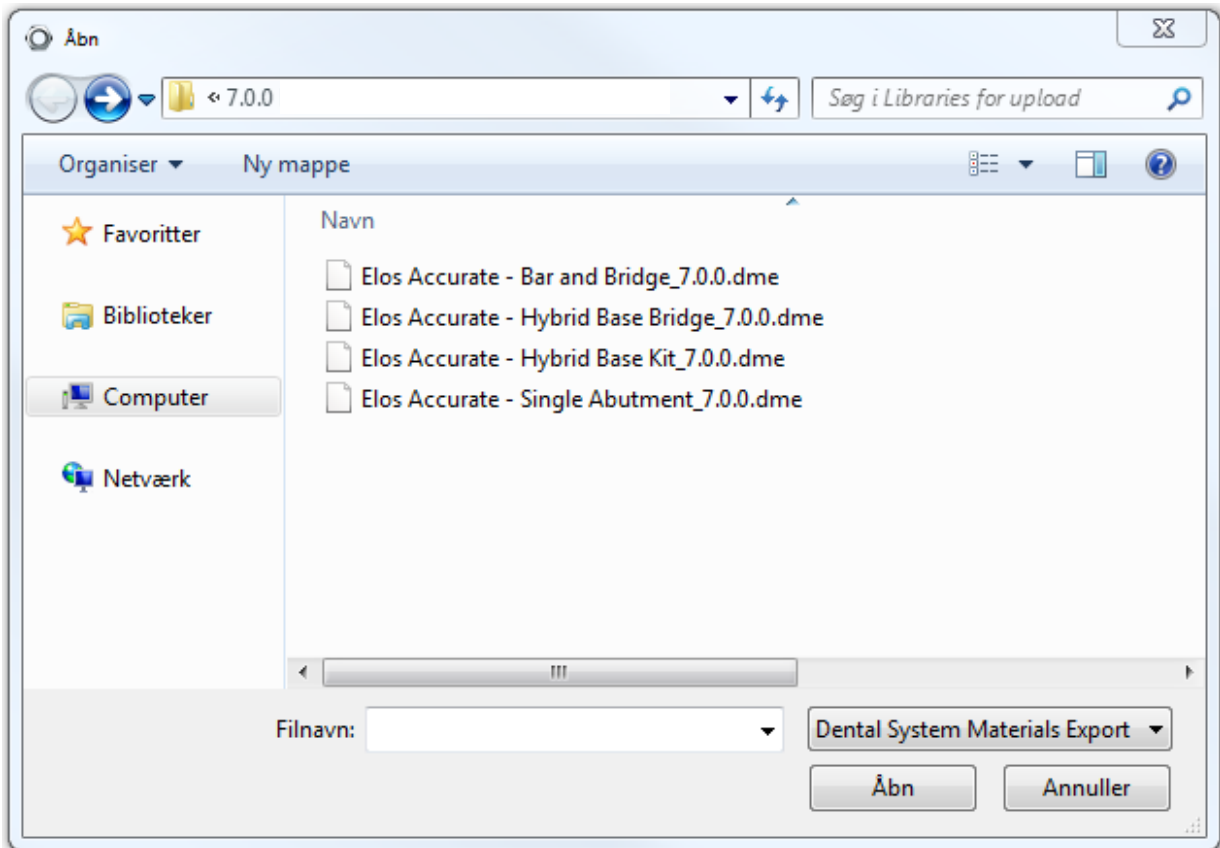 Åbn
« 7.0.0
Søg i Libraries for upload
Organiser
Ny mappe
Navn
Favoritter
Elos Accurate - Bar and Bridge_7.0.0.dme
Biblioteker
Elos Accurate - Hybrid Base Bridge_7.0.0.dme
Elos Accurate - Hybrid Base Kit_7.0.0.dme
Computer
Elos Accurate - Single Abutment_7.0.0.dme
Netværk
Filnavn:
Dental System Materials Export
Åbn
Annuller